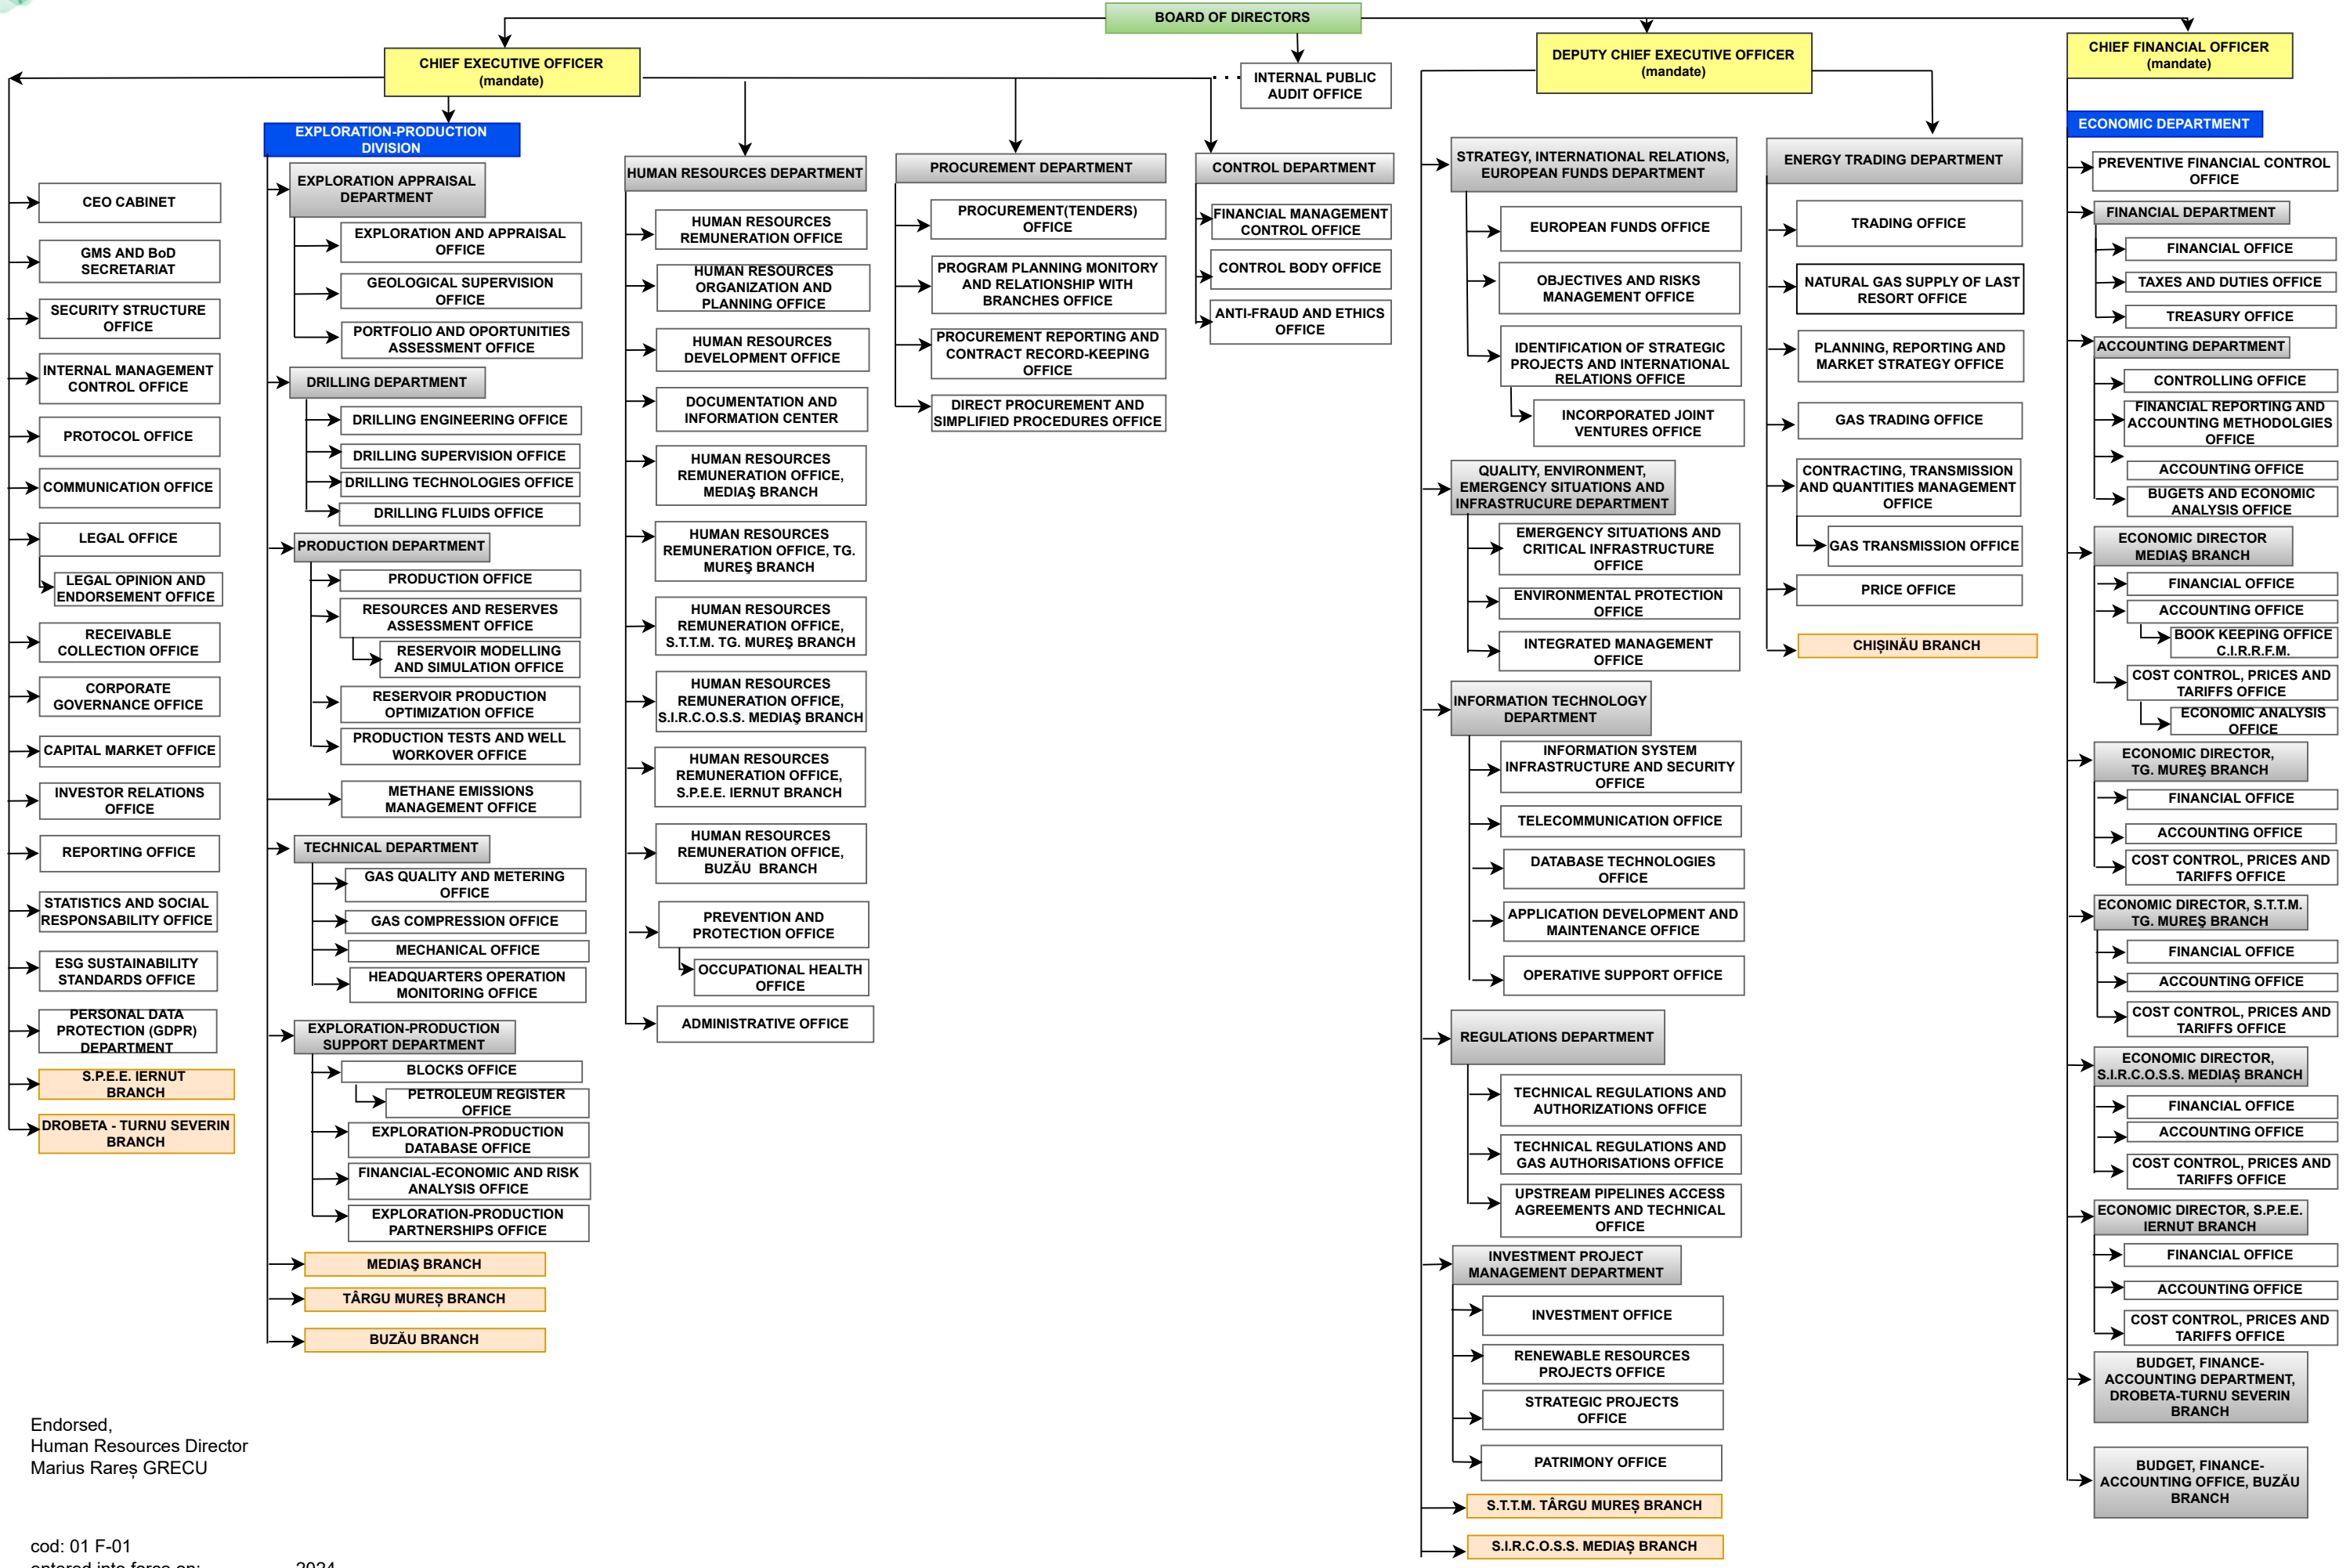 BOARD OF DIRECTORS
CHIEF EXECUTIVE OFFICER
(mandate)
INTERNAL PUBLIC
AUDIT OFFICE
DEPUTY CHIEF EXECUTIVE OFFICER
(mandate)
CHIEF FINANCIAL OFFICER
(mandate)
CEO CABINET
GMS AND BoD
SECRETARIAT
SECURITY STRUCTURE
OFFICE
INTERNAL MANAGEMENT
CONTROL OFFICE
PROTOCOL OFFICE
COMMUNICATION OFFICE
LEGAL OFFICE
LEGAL OPINION AND
ENDORSEMENT OFFICE
RECEIVABLE
COLLECTION OFFICE
CORPORATE
GOVERNANCE OFFICE
CAPITAL MARKET OFFICE
INVESTOR RELATIONS
OFFICE
REPORTING OFFICE
STATISTICS AND SOCIAL
RESPONSABILITY OFFICE
ESG SUSTAINABILITY
STANDARDS OFFICE
PERSONAL DATA
PROTECTION (GDPR)
DEPARTMENT
S.P.E.E. IERNUT
BRANCH
DROBETA - TURNU SEVERIN
BRANCH
EXPLORATION-PRODUCTION
DIVISION
EXPLORATION APPRAISAL
DEPARTMENT
EXPLORATION AND APPRAISAL
OFFICE
GEOLOGICAL SUPERVISION
OFFICE
PORTFOLIO AND OPORTUNITIES
ASSESSMENT OFFICE
DRILLING DEPARTMENT
DRILLING ENGINEERING OFFICE
DRILLING SUPERVISION OFFICE
DRILLING TECHNOLOGIES OFFICE
DRILLING FLUIDS OFFICE
PRODUCTION DEPARTMENT
PRODUCTION OFFICE
RESOURCES AND RESERVES
ASSESSMENT OFFICE
RESERVOIR MODELLING
AND SIMULATION OFFICE
RESERVOIR PRODUCTION
OPTIMIZATION OFFICE
PRODUCTION TESTS AND WELL
WORKOVER OFFICE
METHANE EMISSIONS
MANAGEMENT OFFICE
TECHNICAL DEPARTMENT
GAS QUALITY AND METERING
OFFICE
GAS COMPRESSION OFFICE
MECHANICAL OFFICE
HEADQUARTERS OPERATION
MONITORING OFFICE
EXPLORATION-PRODUCTION
SUPPORT DEPARTMENT
BLOCKS OFFICE
PETROLEUM REGISTER
OFFICE
EXPLORATION-PRODUCTION
DATABASE OFFICE
FINANCIAL-ECONOMIC AND RISK
ANALYSIS OFFICE
EXPLORATION-PRODUCTION
PARTNERSHIPS OFFICE
MEDIAŞ BRANCH
TÂRGU MUREȘ BRANCH
BUZĂU BRANCH
HUMAN RESOURCES DEPARTMENT
HUMAN RESOURCES
REMUNERATION OFFICE
HUMAN RESOURCES
ORGANIZATION AND
PLANNING OFFICE
HUMAN RESOURCES
DEVELOPMENT OFFICE
DOCUMENTATION AND
INFORMATION CENTER
HUMAN RESOURCES
REMUNERATION OFFICE,
MEDIAŞ BRANCH
HUMAN RESOURCES
REMUNERATION OFFICE, TG.
MUREŞ BRANCH
HUMAN RESOURCES
REMUNERATION OFFICE,
S.T.T.M. TG. MUREŞ BRANCH
HUMAN RESOURCES
REMUNERATION OFFICE,
S.I.R.C.O.S.S. MEDIAŞ BRANCH
HUMAN RESOURCES
REMUNERATION OFFICE,
S.P.E.E. IERNUT BRANCH
HUMAN RESOURCES
REMUNERATION OFFICE,
BUZĂU BRANCH
PREVENTION AND
PROTECTION OFFICE
OCCUPATIONAL HEALTH
OFFICE
ADMINISTRATIVE OFFICE
PROCUREMENT DEPARTMENT
PROCUREMENT(TENDERS)
OFFICE
PROGRAM PLANNING MONITORY
AND RELATIONSHIP WITH
BRANCHES OFFICE
PROCUREMENT REPORTING AND
CONTRACT RECORD-KEEPING
OFFICE
DIRECT PROCUREMENT AND
SIMPLIFIED PROCEDURES OFFICE
CONTROL DEPARTMENT
FINANCIAL MANAGEMENT
CONTROL OFFICE
CONTROL BODY OFFICE
ANTI-FRAUD AND ETHICS
OFFICE
STRATEGY, INTERNATIONAL RELATIONS,
EUROPEAN FUNDS DEPARTMENT
EUROPEAN FUNDS OFFICE
OBJECTIVES AND RISKS
MANAGEMENT OFFICE
IDENTIFICATION OF STRATEGIC
PROJECTS AND INTERNATIONAL
RELATIONS OFFICE
INCORPORATED JOINT
VENTURES OFFICE
QUALITY, ENVIRONMENT,
EMERGENCY SITUATIONS AND
INFRASTRUCURE DEPARTMENT
EMERGENCY SITUATIONS AND
CRITICAL INFRASTRUCTURE
OFFICE
ENVIRONMENTAL PROTECTION
OFFICE
INTEGRATED MANAGEMENT
OFFICE
INFORMATION TECHNOLOGY
DEPARTMENT
INFORMATION SYSTEM
INFRASTRUCTURE AND SECURITY
OFFICE
TELECOMMUNICATION OFFICE
DATABASE TECHNOLOGIES
OFFICE
APPLICATION DEVELOPMENT AND
MAINTENANCE OFFICE
OPERATIVE SUPPORT OFFICE
REGULATIONS DEPARTMENT
TECHNICAL REGULATIONS AND
AUTHORIZATIONS OFFICE
TECHNICAL REGULATIONS AND
GAS AUTHORISATIONS OFFICE
UPSTREAM PIPELINES ACCESS
AGREEMENTS AND TECHNICAL
OFFICE
INVESTMENT PROJECT
MANAGEMENT DEPARTMENT
INVESTMENT OFFICE
RENEWABLE RESOURCES
PROJECTS OFFICE
STRATEGIC PROJECTS
OFFICE
PATRIMONY OFFICE
S.T.T.M. TÂRGU MUREȘ BRANCH
S.I.R.C.O.S.S. MEDIAȘ BRANCH
ENERGY TRADING DEPARTMENT
TRADING OFFICE
NATURAL GAS SUPPLY OF LAST
RESORT OFFICE
PLANNING, REPORTING AND
MARKET STRATEGY OFFICE
GAS TRADING OFFICE
CONTRACTING, TRANSMISSION
AND QUANTITIES MANAGEMENT
OFFICE
GAS TRANSMISSION OFFICE
PRICE OFFICE
CHIȘINĂU BRANCH
ECONOMIC DEPARTMENT
PREVENTIVE FINANCIAL CONTROL
OFFICE
FINANCIAL DEPARTMENT
FINANCIAL OFFICE
TAXES AND DUTIES OFFICE
TREASURY OFFICE
ACCOUNTING DEPARTMENT
CONTROLLING OFFICE
FINANCIAL REPORTING AND
ACCOUNTING METHODOLGIES
OFFICE
ACCOUNTING OFFICE
BUGETS AND ECONOMIC
ANALYSIS OFFICE
ECONOMIC DIRECTOR
MEDIAŞ BRANCH
FINANCIAL OFFICE
ACCOUNTING OFFICE
BOOK KEEPING OFFICE
C.I.R.R.F.M.
COST CONTROL, PRICES AND
TARIFFS OFFICE
ECONOMIC ANALYSIS
OFFICE
ECONOMIC DIRECTOR,
TG. MUREŞ BRANCH
FINANCIAL OFFICE
ACCOUNTING OFFICE
COST CONTROL, PRICES AND
TARIFFS OFFICE
ECONOMIC DIRECTOR, S.T.T.M.
TG. MUREŞ BRANCH
FINANCIAL OFFICE
ACCOUNTING OFFICE
COST CONTROL, PRICES AND
TARIFFS OFFICE
ECONOMIC DIRECTOR,
S.I.R.C.O.S.S. MEDIAŞ BRANCH
FINANCIAL OFFICE
ACCOUNTING OFFICE
COST CONTROL, PRICES AND
TARIFFS OFFICE
ECONOMIC DIRECTOR, S.P.E.E.
IERNUT BRANCH
FINANCIAL OFFICE
ACCOUNTING OFFICE
COST CONTROL, PRICES AND
TARIFFS OFFICE
BUDGET, FINANCE-
ACCOUNTING DEPARTMENT,
DROBETA-TURNU SEVERIN
BRANCH
BUDGET, FINANCE-
ACCOUNTING OFFICE, BUZĂU
BRANCH
Endorsed,
Human Resources Director
Marius Rareș GRECU
cod: 01 F-01
entered into force on: 2024